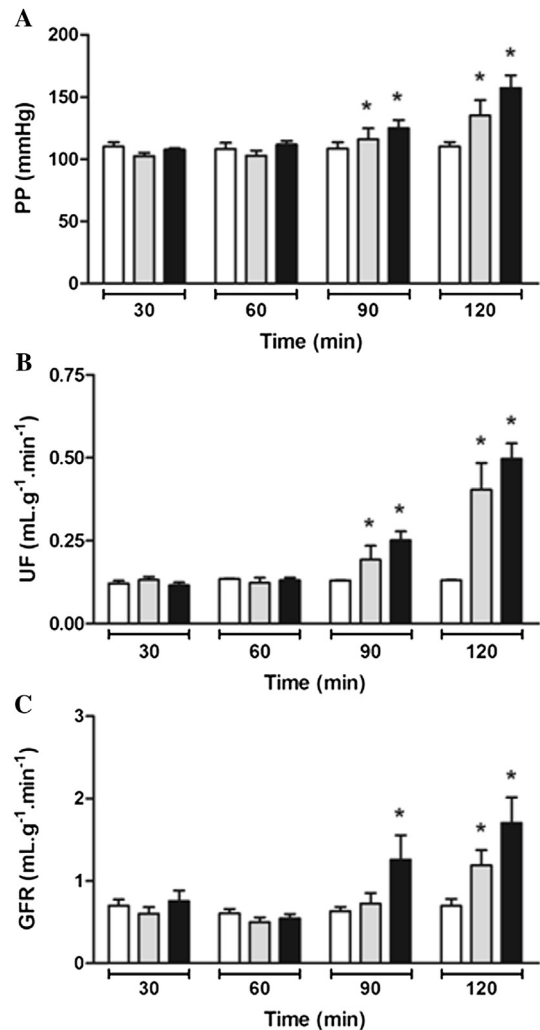 A
200
150
100
50
0
PP (mmHg)
* * * *
30 60 90 120
Time (min)
B
0.75
0.50
0.25
0.00
UF (mL.g⁻¹.min⁻¹)
* * * *
30 60 90 120
Time (min)
C
3
2
1
0
GFR (mL.g⁻¹.min⁻¹)
* * *
30 60 90 120
Time (min)